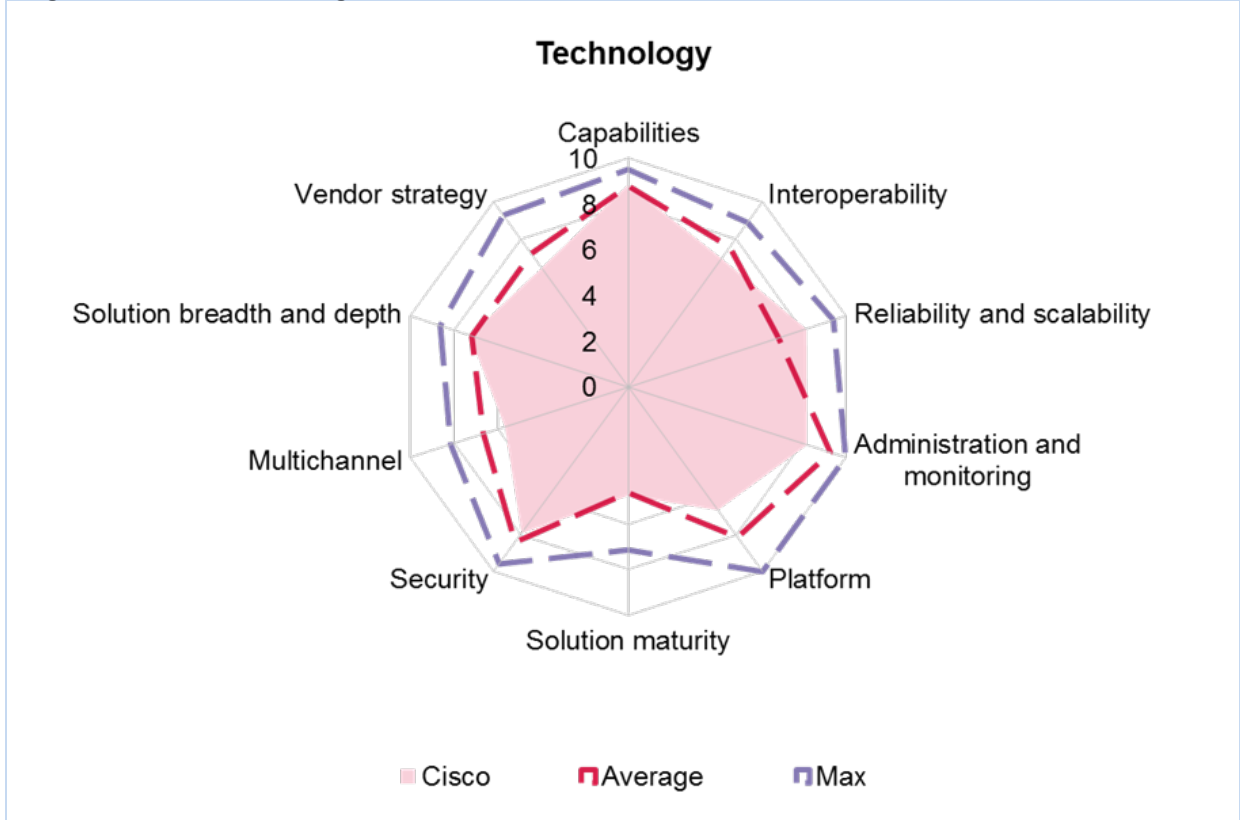 Technology
Capabilities
10
8
6
4
2
0
Vendor strategy
Interoperability
Solution breadth and depth
Reliability and scalability
Multichannel
Administration and
monitoring
Security
Platform
Solution maturity
Cisco
Average
Max